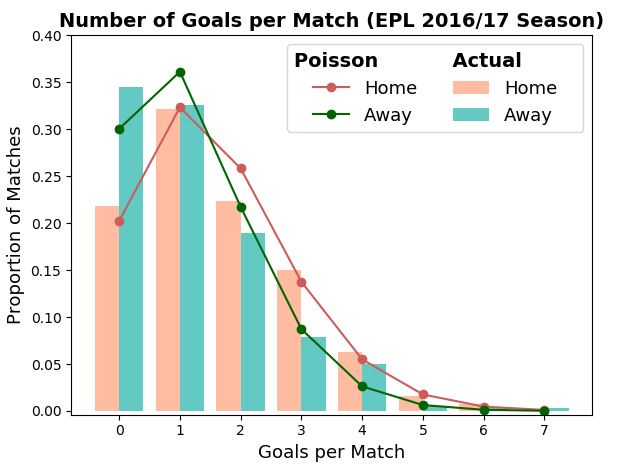 Number of Goals per Match (EPL 2016/17 Season)
Poisson Actual
Home Home
Away Away
0.40
0.35
0.30
0.25
0.20
0.15
0.10
0.05
0.00
Proportion of Matches
0 1 2 3 4 5 6 7
Goals per Match